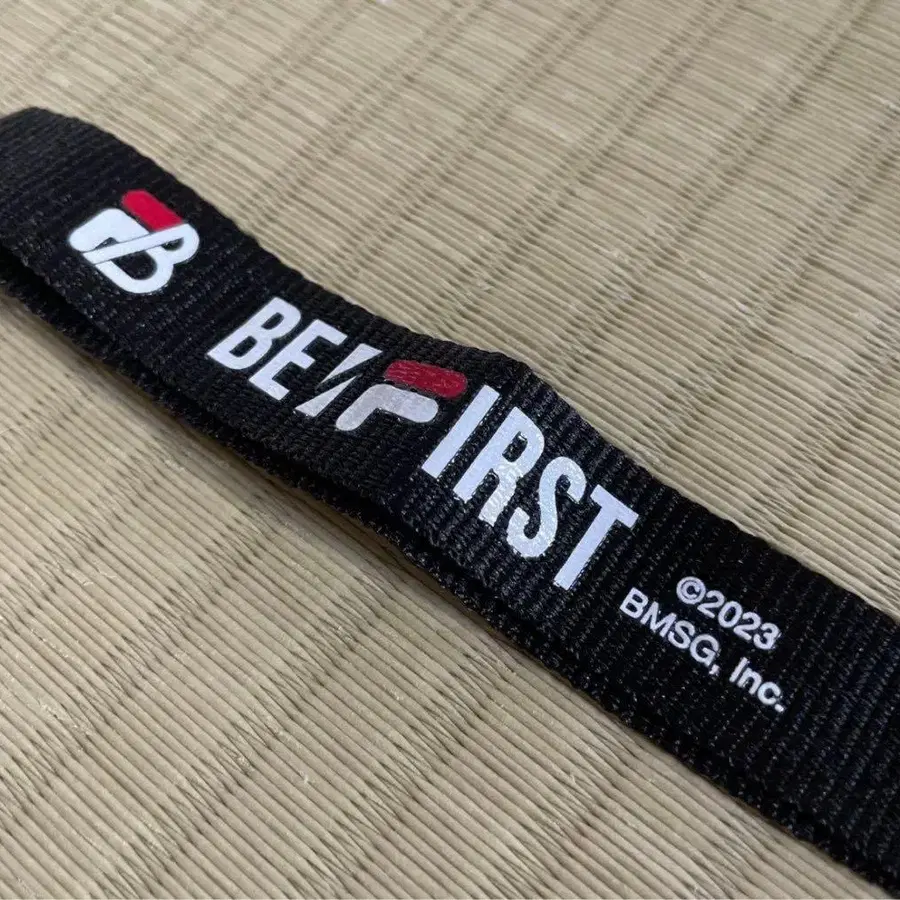 B
BE:FIRST
©2023
BMSG, Inc.